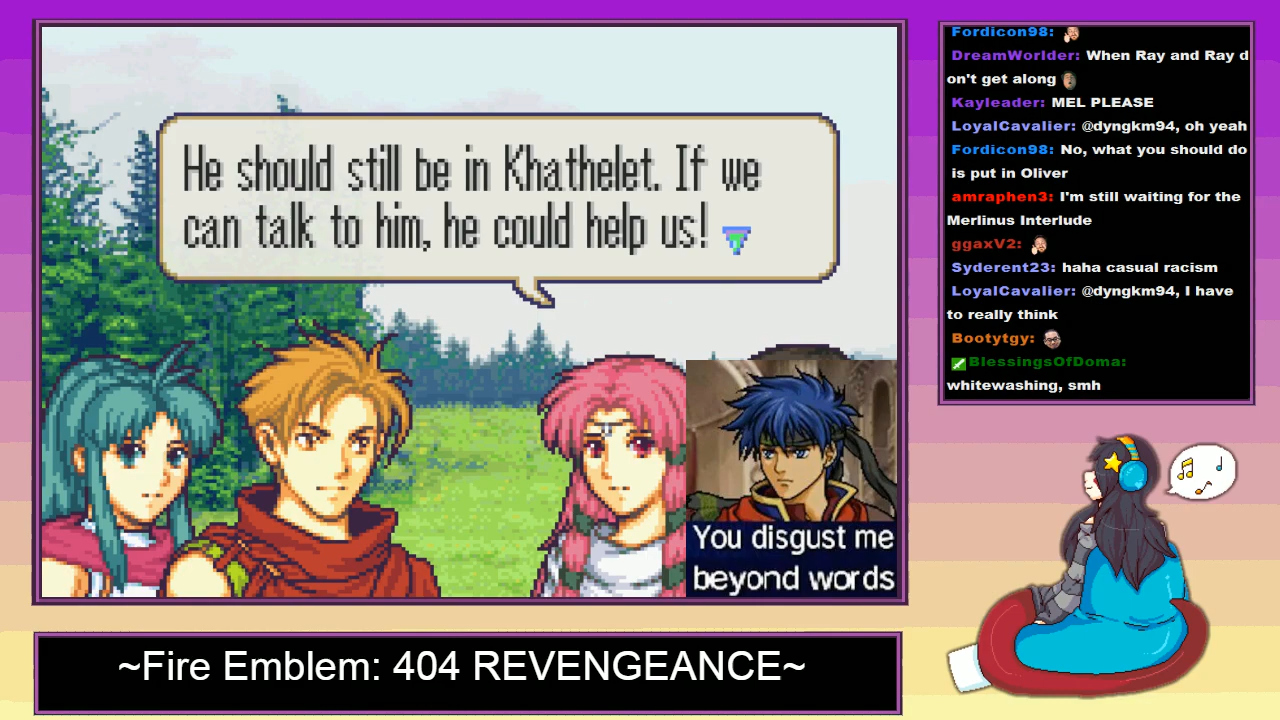 He should still be in Khathelet. If we
can talk to him, he could help us!
You disgust me
beyond words
~Fire Emblem: 404 REVENGEANCE~
Fordicon98:
DreamWorlder: When Ray and Ray d
on't get along
Kayleader: MEL PLEASE
LoyalCavalier: @dyngkm94, oh yeah
Fordicon98: No, what you should do
is put in Oliver
amraphen3: I'm still waiting for the
Merlinus Interlude
ggaxV2:
Syderent23: haha casual racism
LoyalCavalier: @dyngkm94, I have
to really think
Bootytgy:
BlessingsOfDoma:
whitewashing, smh